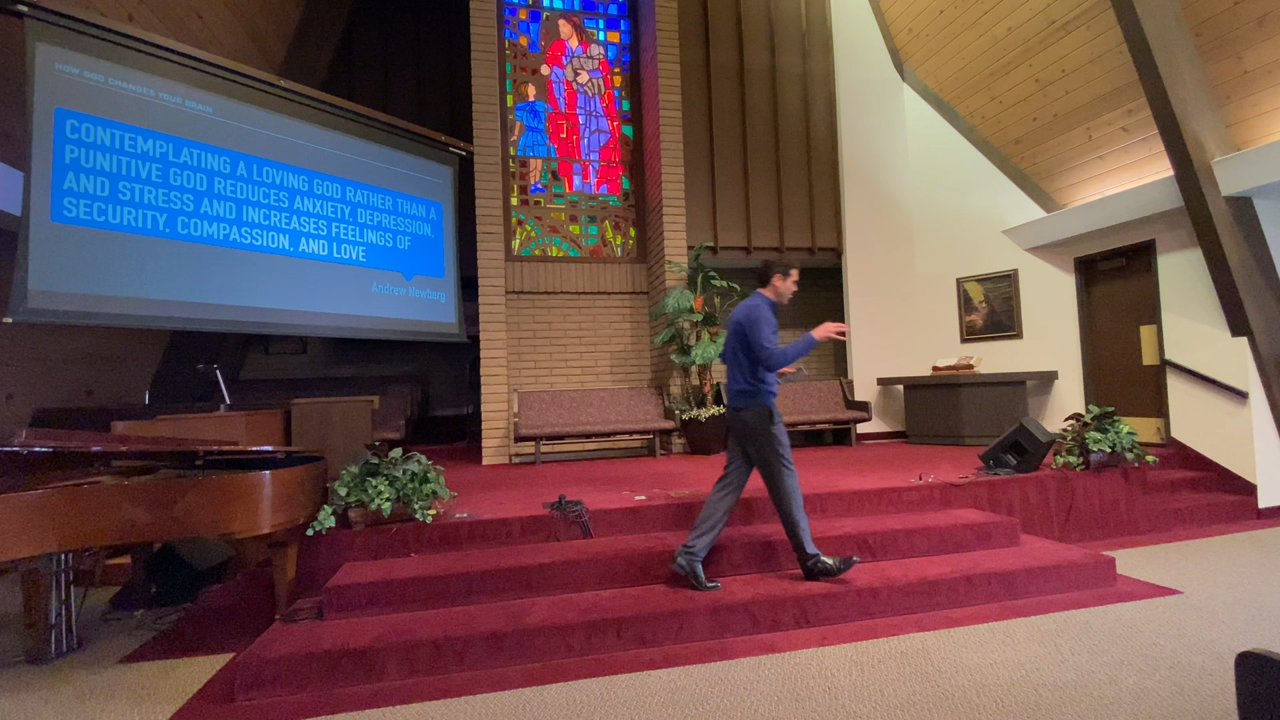 HOW GOD CHANGES YOUR BRAIN
CONTEMPLATING A LOVING GOD RATHER THAN A
PUNITIVE GOD REDUCES ANXIETY, DEPRESSION,
AND STRESS AND INCREASES FEELINGS OF
SECURITY, COMPASSION, AND LOVE
Andrew Newberg